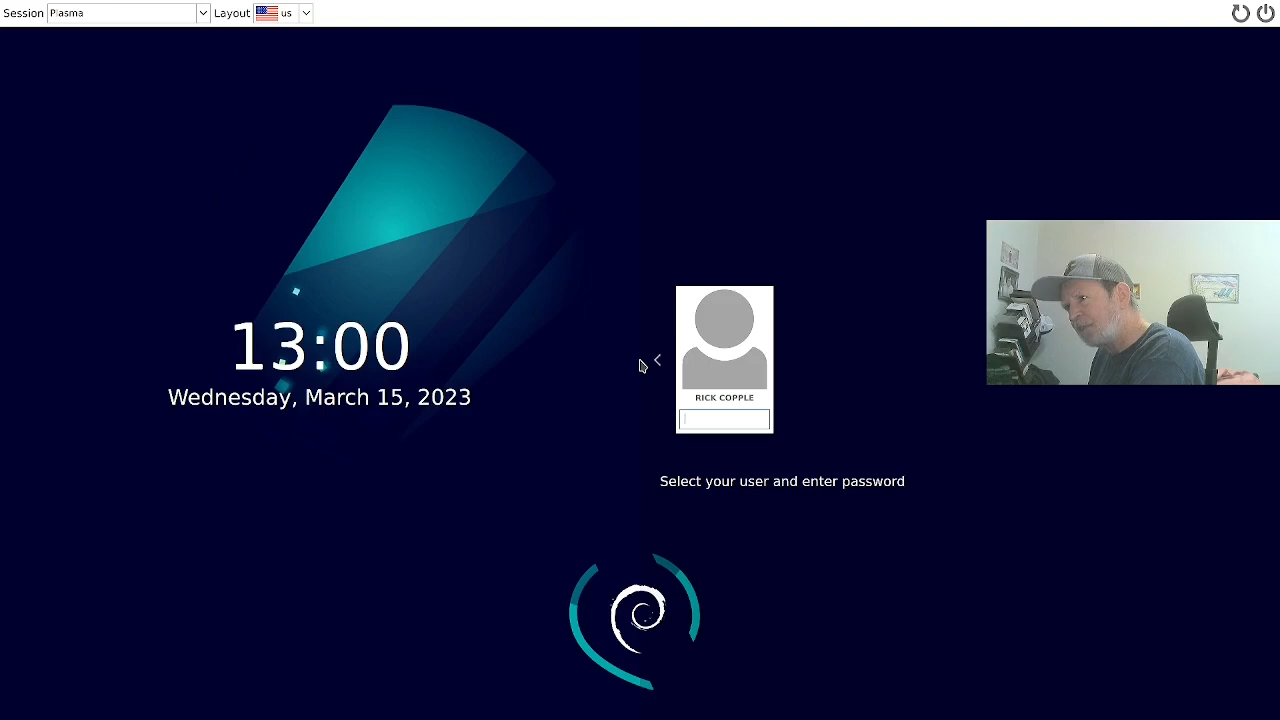 Session Plasma Layout us
13:00
Wednesday, March 15, 2023
RICK COPPLE
Select your user and enter password